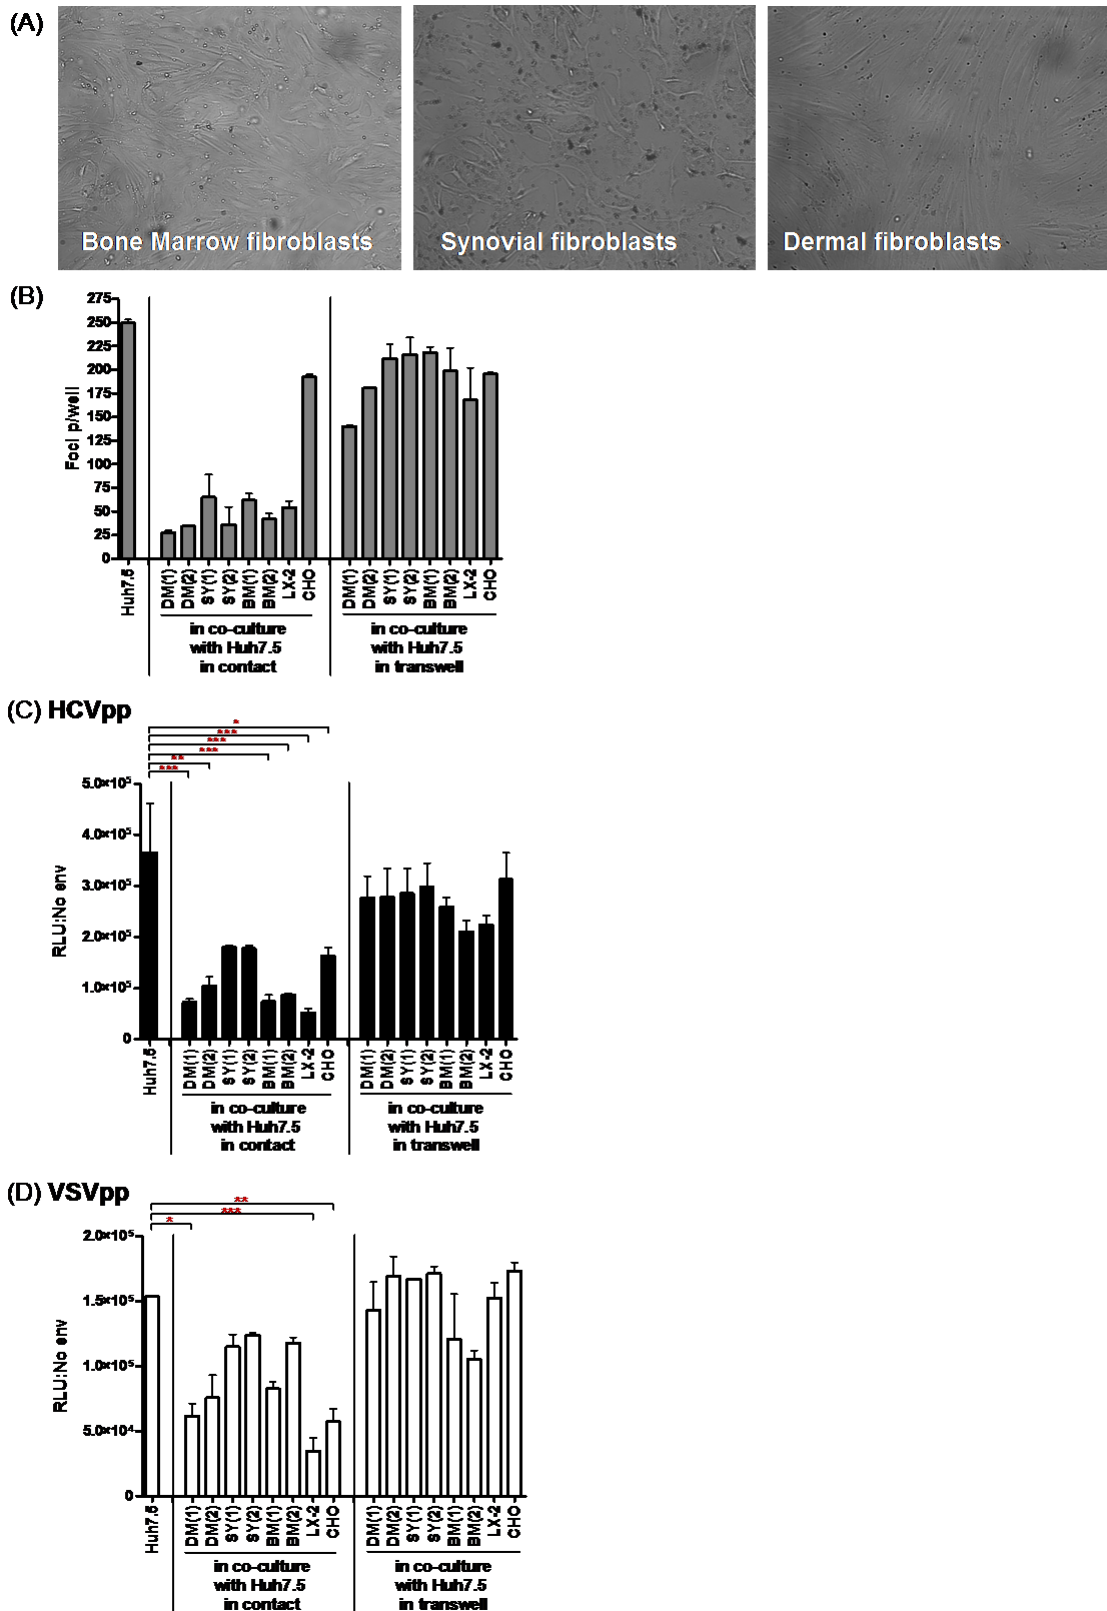 (A)
Bone Marrow fibroblasts
Synovial fibroblasts
Dermal fibroblasts
(B)
275
250
225
200
175
150
125
100
75
50
25
0
Foci p/well
Huh7.5
DM(1)
DM(2)
SY(1)
SY(2)
BM(1)
BM(2)
LX-2
CHO
in co-culture
with Huh7.5
in contact
DM(1)
DM(2)
SY(1)
SY(2)
BM(1)
BM(2)
LX-2
CHO
in co-culture
with Huh7.5
in transwell
(C) HCVpp
*
***
***
***
**
***
5.0×10⁵
4.0×10⁵
3.0×10⁵
2.0×10⁵
1.0×10⁵
0
RLU:No env
Huh7.5
DM(1)
DM(2)
SY(1)
SY(2)
BM(1)
BM(2)
LX-2
CHO
in co-culture
with Huh7.5
in contact
DM(1)
DM(2)
SY(1)
SY(2)
BM(1)
BM(2)
LX-2
CHO
in co-culture
with Huh7.5
in transwell
(D) VSVpp
**
***
*
2.0×10⁵
1.5×10⁵
1.0×10⁵
5.0×10⁴
0
RLU:No env
Huh7.5
DM(1)
DM(2)
SY(1)
SY(2)
BM(1)
BM(2)
LX-2
CHO
in co-culture
with Huh7.5
in contact
DM(1)
DM(2)
SY(1)
SY(2)
BM(1)
BM(2)
LX-2
CHO
in co-culture
with Huh7.5
in transwell